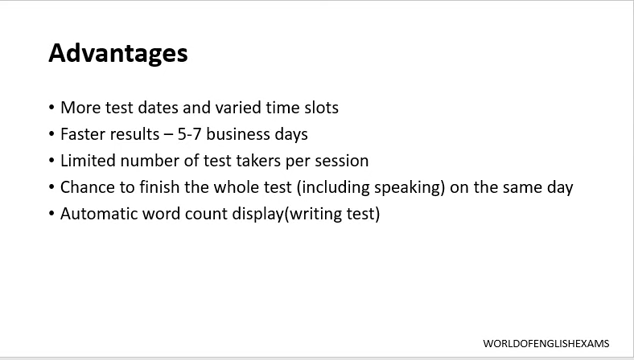 Advantages
• More test dates and varied time slots
• Faster results – 5-7 business days
• Limited number of test takers per session
• Chance to finish the whole test (including speaking) on the same day
• Automatic word count display(writing test)
WORLDOFENGLISHEXAMS